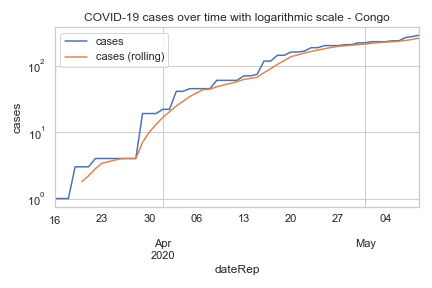 COVID-19 cases over time with logarithmic scale - Congo
cases
cases (rolling)
10²
10¹
10⁰
cases
16 23 30 06 13 20 27 04
Apr May
2020
dateRep